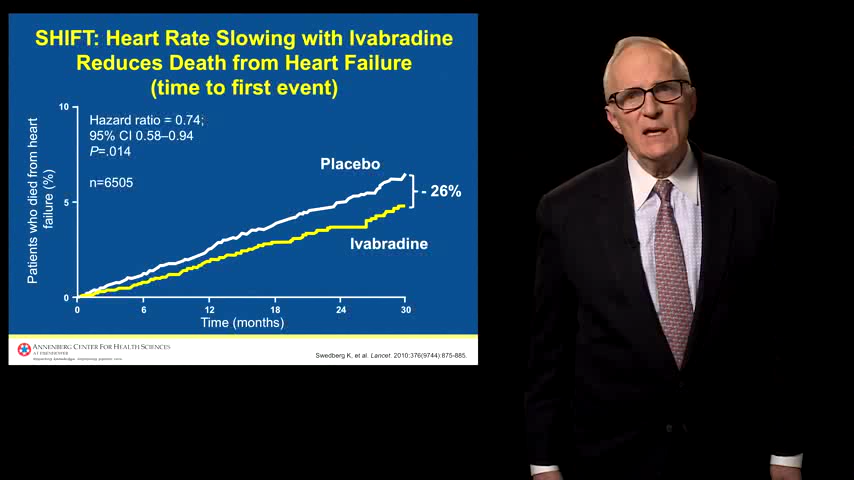 SHIFT: Heart Rate Slowing with Ivabradine
Reduces Death from Heart Failure
(time to first event)
Patients who died from heart
failure (%)
10
5
0
Hazard ratio = 0.74;
95% CI 0.58–0.94
P=.014
n=6505
Placebo
- 26%
Ivabradine
0 6 12 18 24 30
Time (months)
ANNENBERG CENTER FOR HEALTH SCIENCES
AT EISENHOWER
Swedberg K, et al. Lancet. 2010:376(9744):875-885.